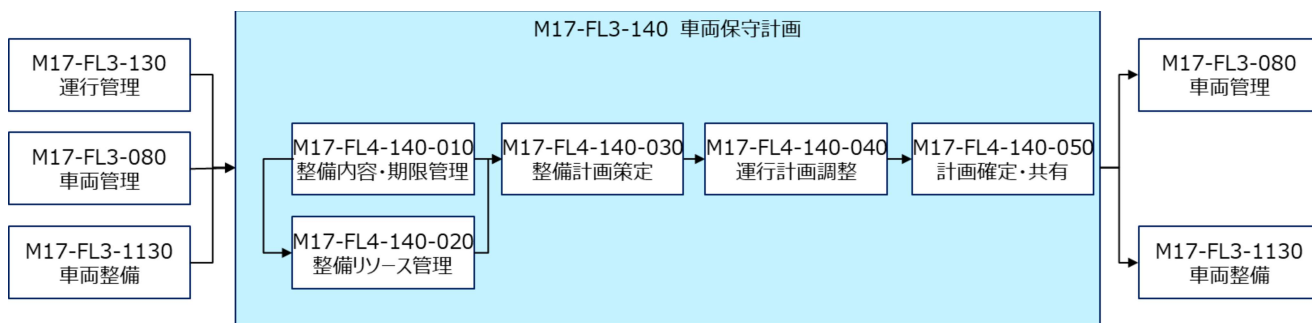 M17-FL3-140 車両保守計画
M17-FL3-130
運行管理
M17-FL3-080
車両管理
M17-FL3-1130
車両整備
M17-FL4-140-010
整備内容・期限管理
M17-FL4-140-020
整備リソース管理
M17-FL4-140-030
整備計画策定
M17-FL4-140-040
運行計画調整
M17-FL4-140-050
計画確定・共有
M17-FL3-080
車両管理
M17-FL3-1130
車両整備